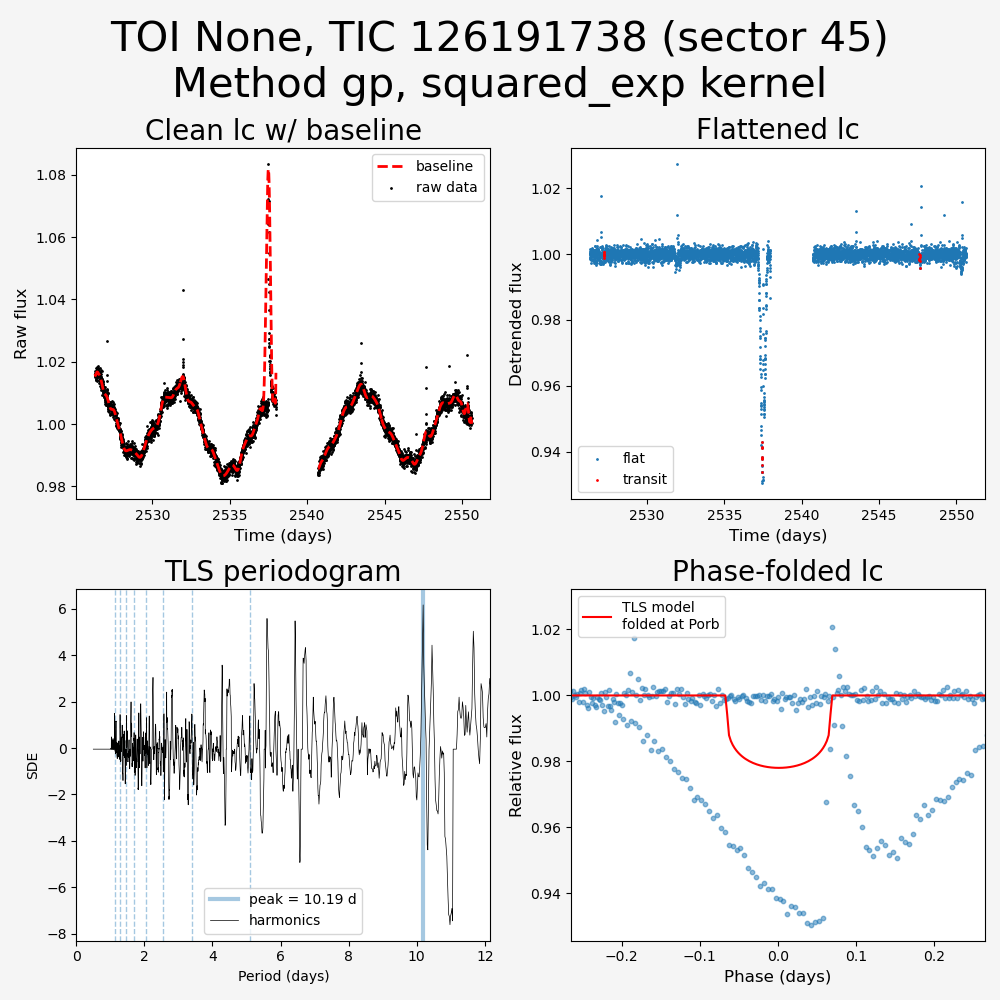 TOI None, TIC 126191738 (sector 45)
Method gp, squared_exp kernel
Clean lc w/ baseline
baseline
raw data
1.08
1.06
1.04
1.02
1.00
0.98
Raw flux
2530
2535
2540
2545
2550
Time (days)
Flattened lc
1.02
1.00
0.98
0.96
0.94
Detrended flux
flat
transit
2530
2535
2540
2545
2550
Time (days)
TLS periodogram
6
4
2
0
−2
−4
−6
−8
SDE
peak = 10.19 d
harmonics
0
2
4
6
8
10
12
Period (days)
Phase-folded lc
TLS model
folded at Porb
1.02
1.00
0.98
0.96
0.94
Relative flux
−0.2
−0.1
0.0
0.1
0.2
Phase (days)